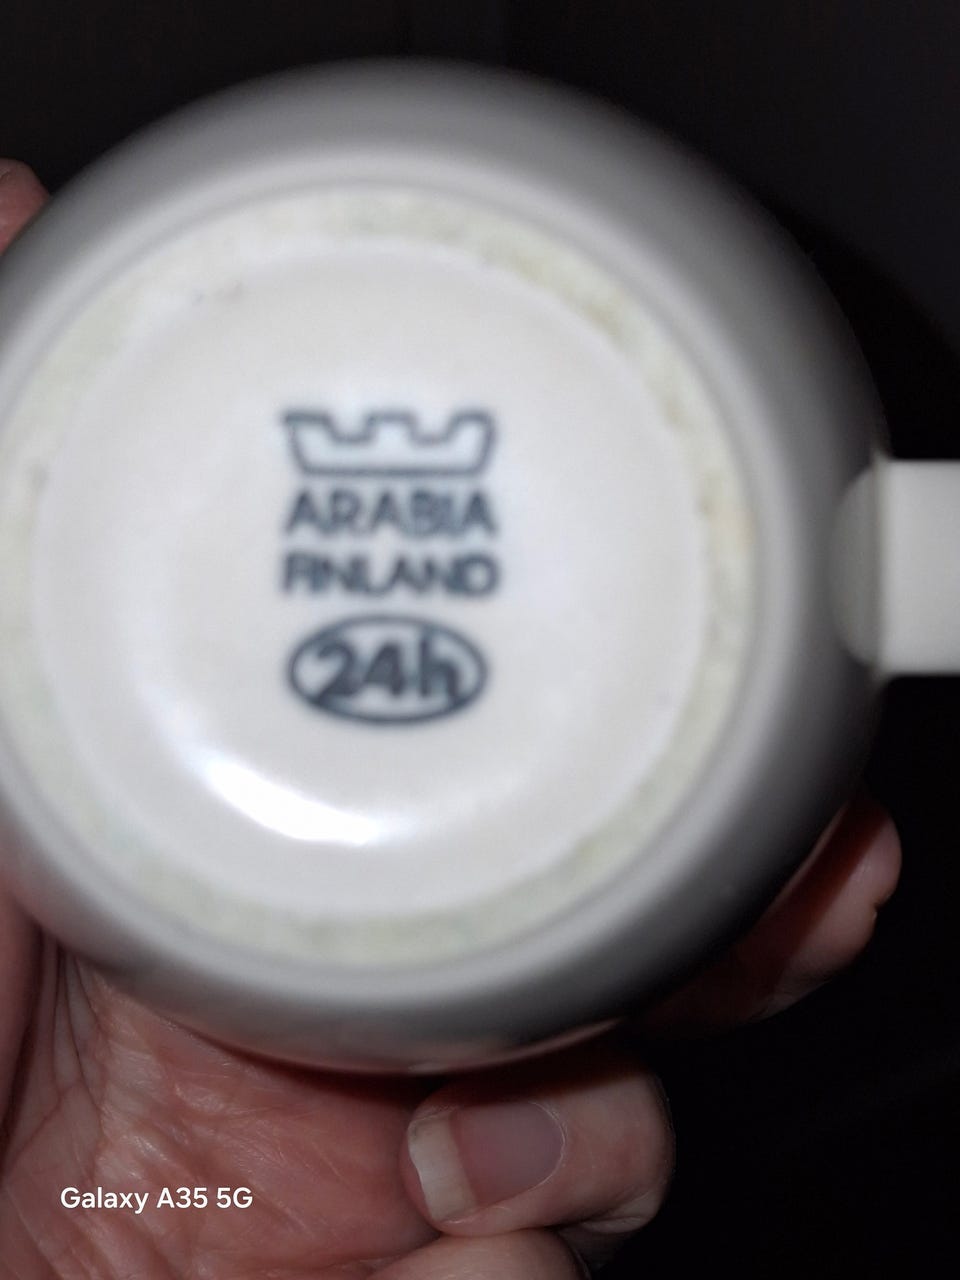 ARABIA
FINLAND
24h
Galaxy A35 5G